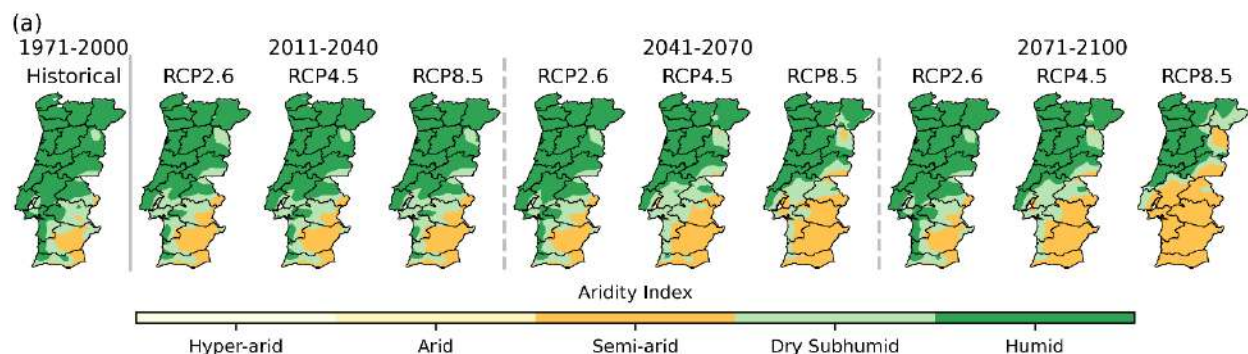 (a)
1971-2000 2011-2040 2041-2070 2071-2100
Historical RCP2.6 RCP4.5 RCP8.5 RCP2.6 RCP4.5 RCP8.5 RCP2.6 RCP4.5 RCP8.5
Aridity Index
Hyper-arid Arid Semi-arid Dry Subhumid Humid